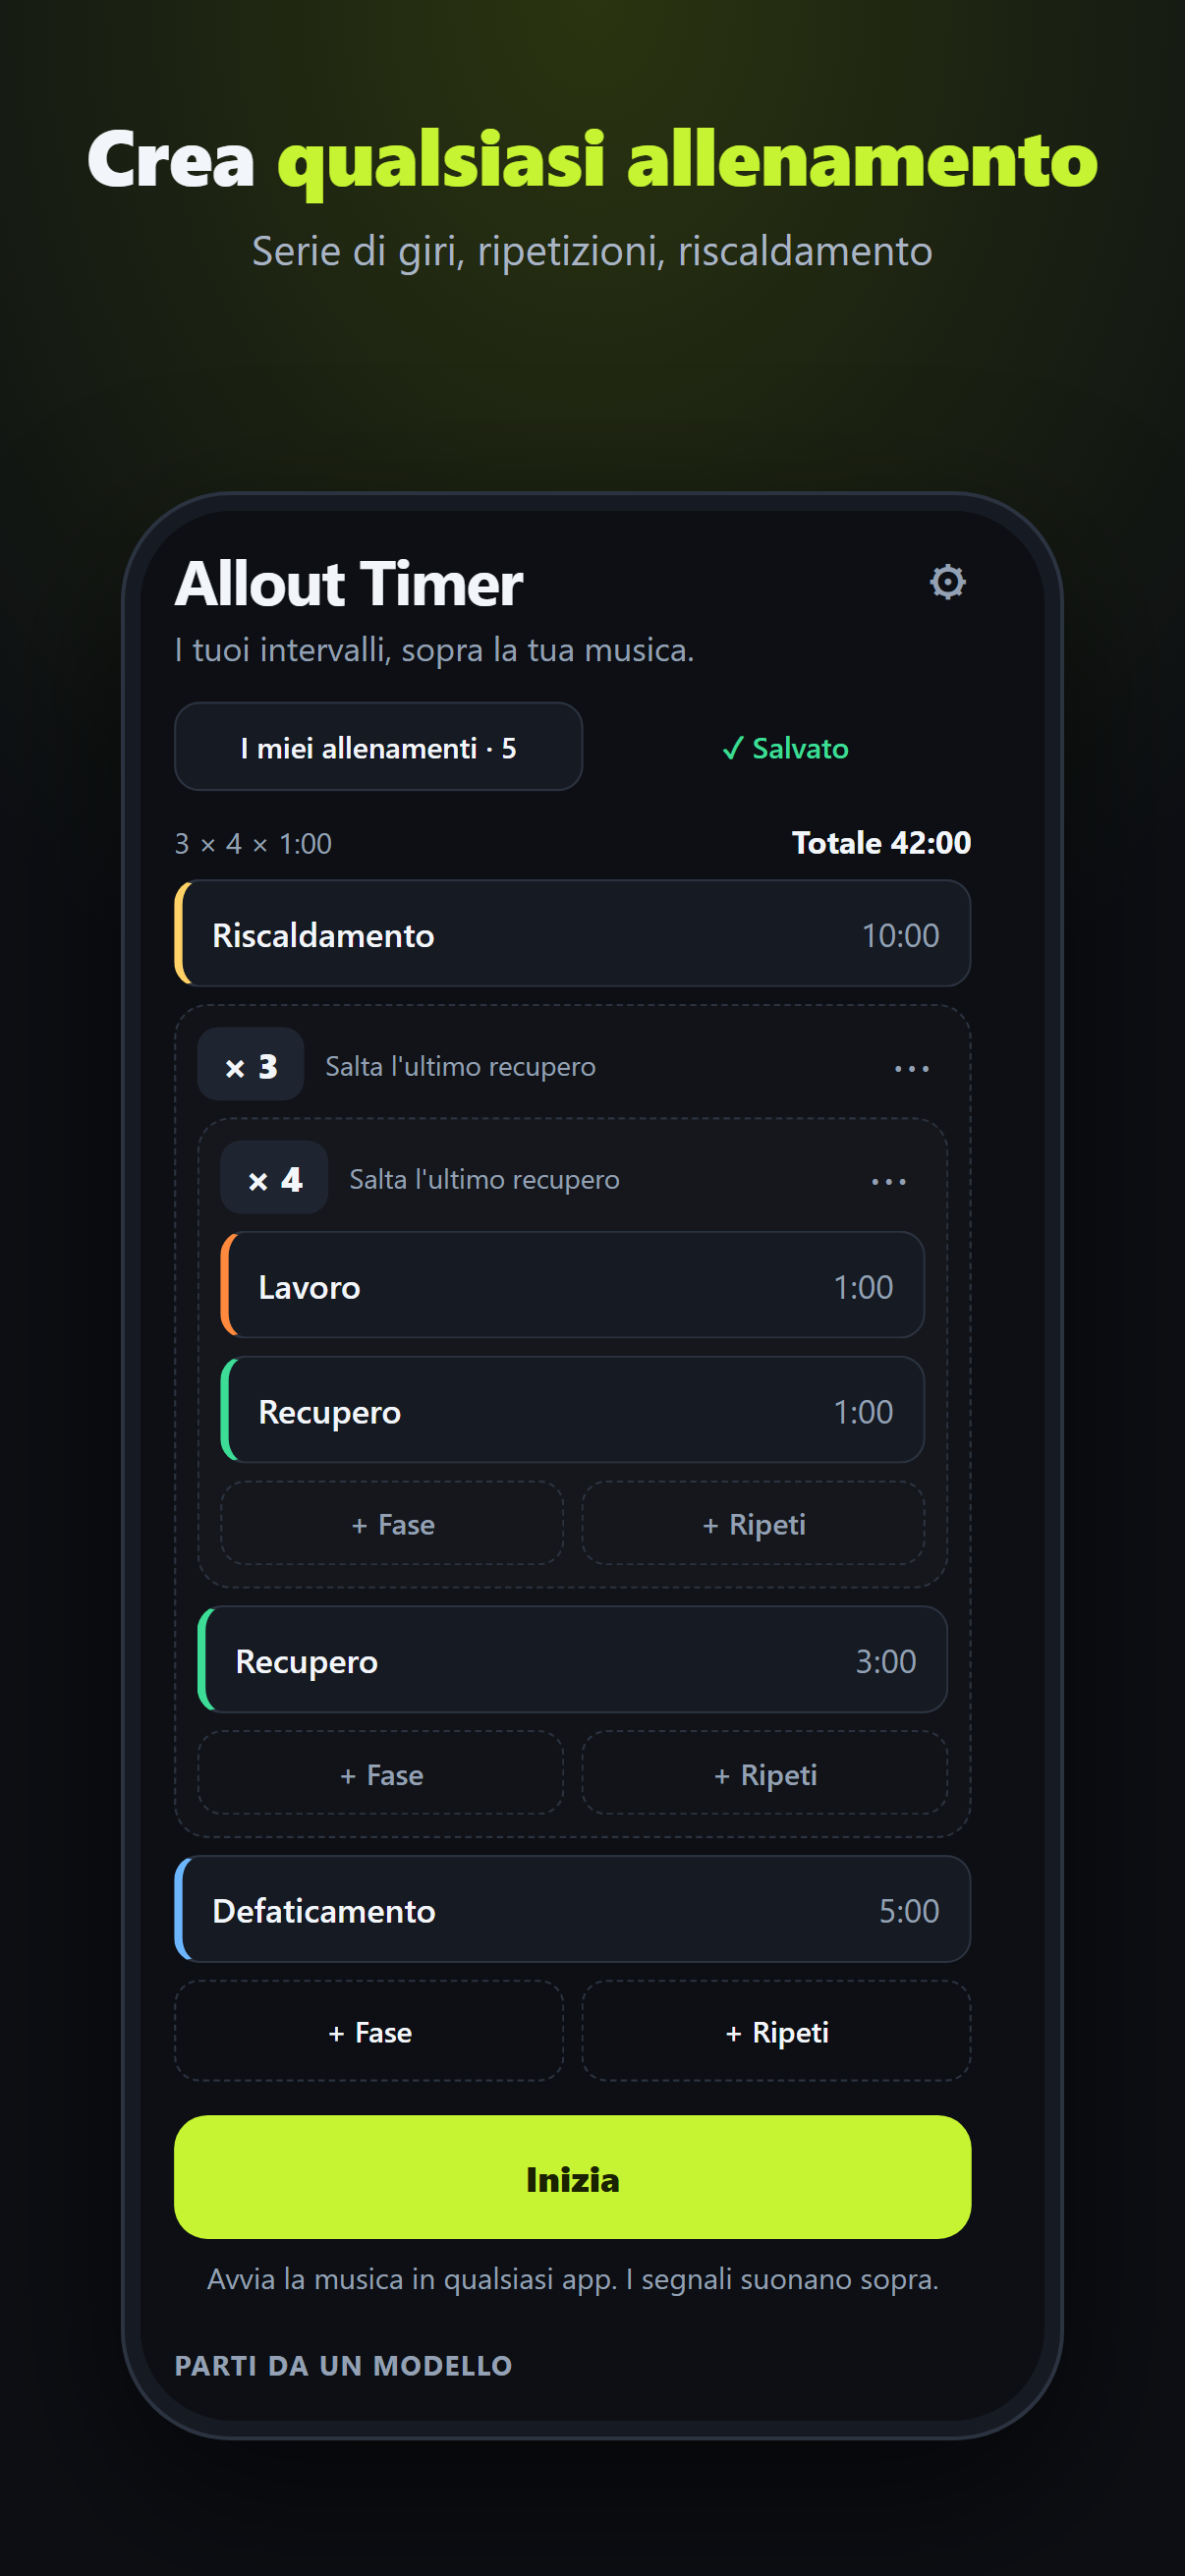 Crea qualsiasi allenamento
Serie di giri, ripetizioni, riscaldamento
Allout Timer
⚙
I tuoi intervalli, sopra la tua musica.
I miei allenamenti · 5
✓ Salvato
3 × 4 × 1:00
Totale 42:00
Riscaldamento
10:00
× 3
Salta l'ultimo recupero
···
× 4
Salta l'ultimo recupero
···
Lavoro
1:00
Recupero
1:00
+ Fase
+ Ripeti
Recupero
3:00
+ Fase
+ Ripeti
Defaticamento
5:00
+ Fase
+ Ripeti
Inizia
Avvia la musica in qualsiasi app. I segnali suonano sopra.
PARTI DA UN MODELLO